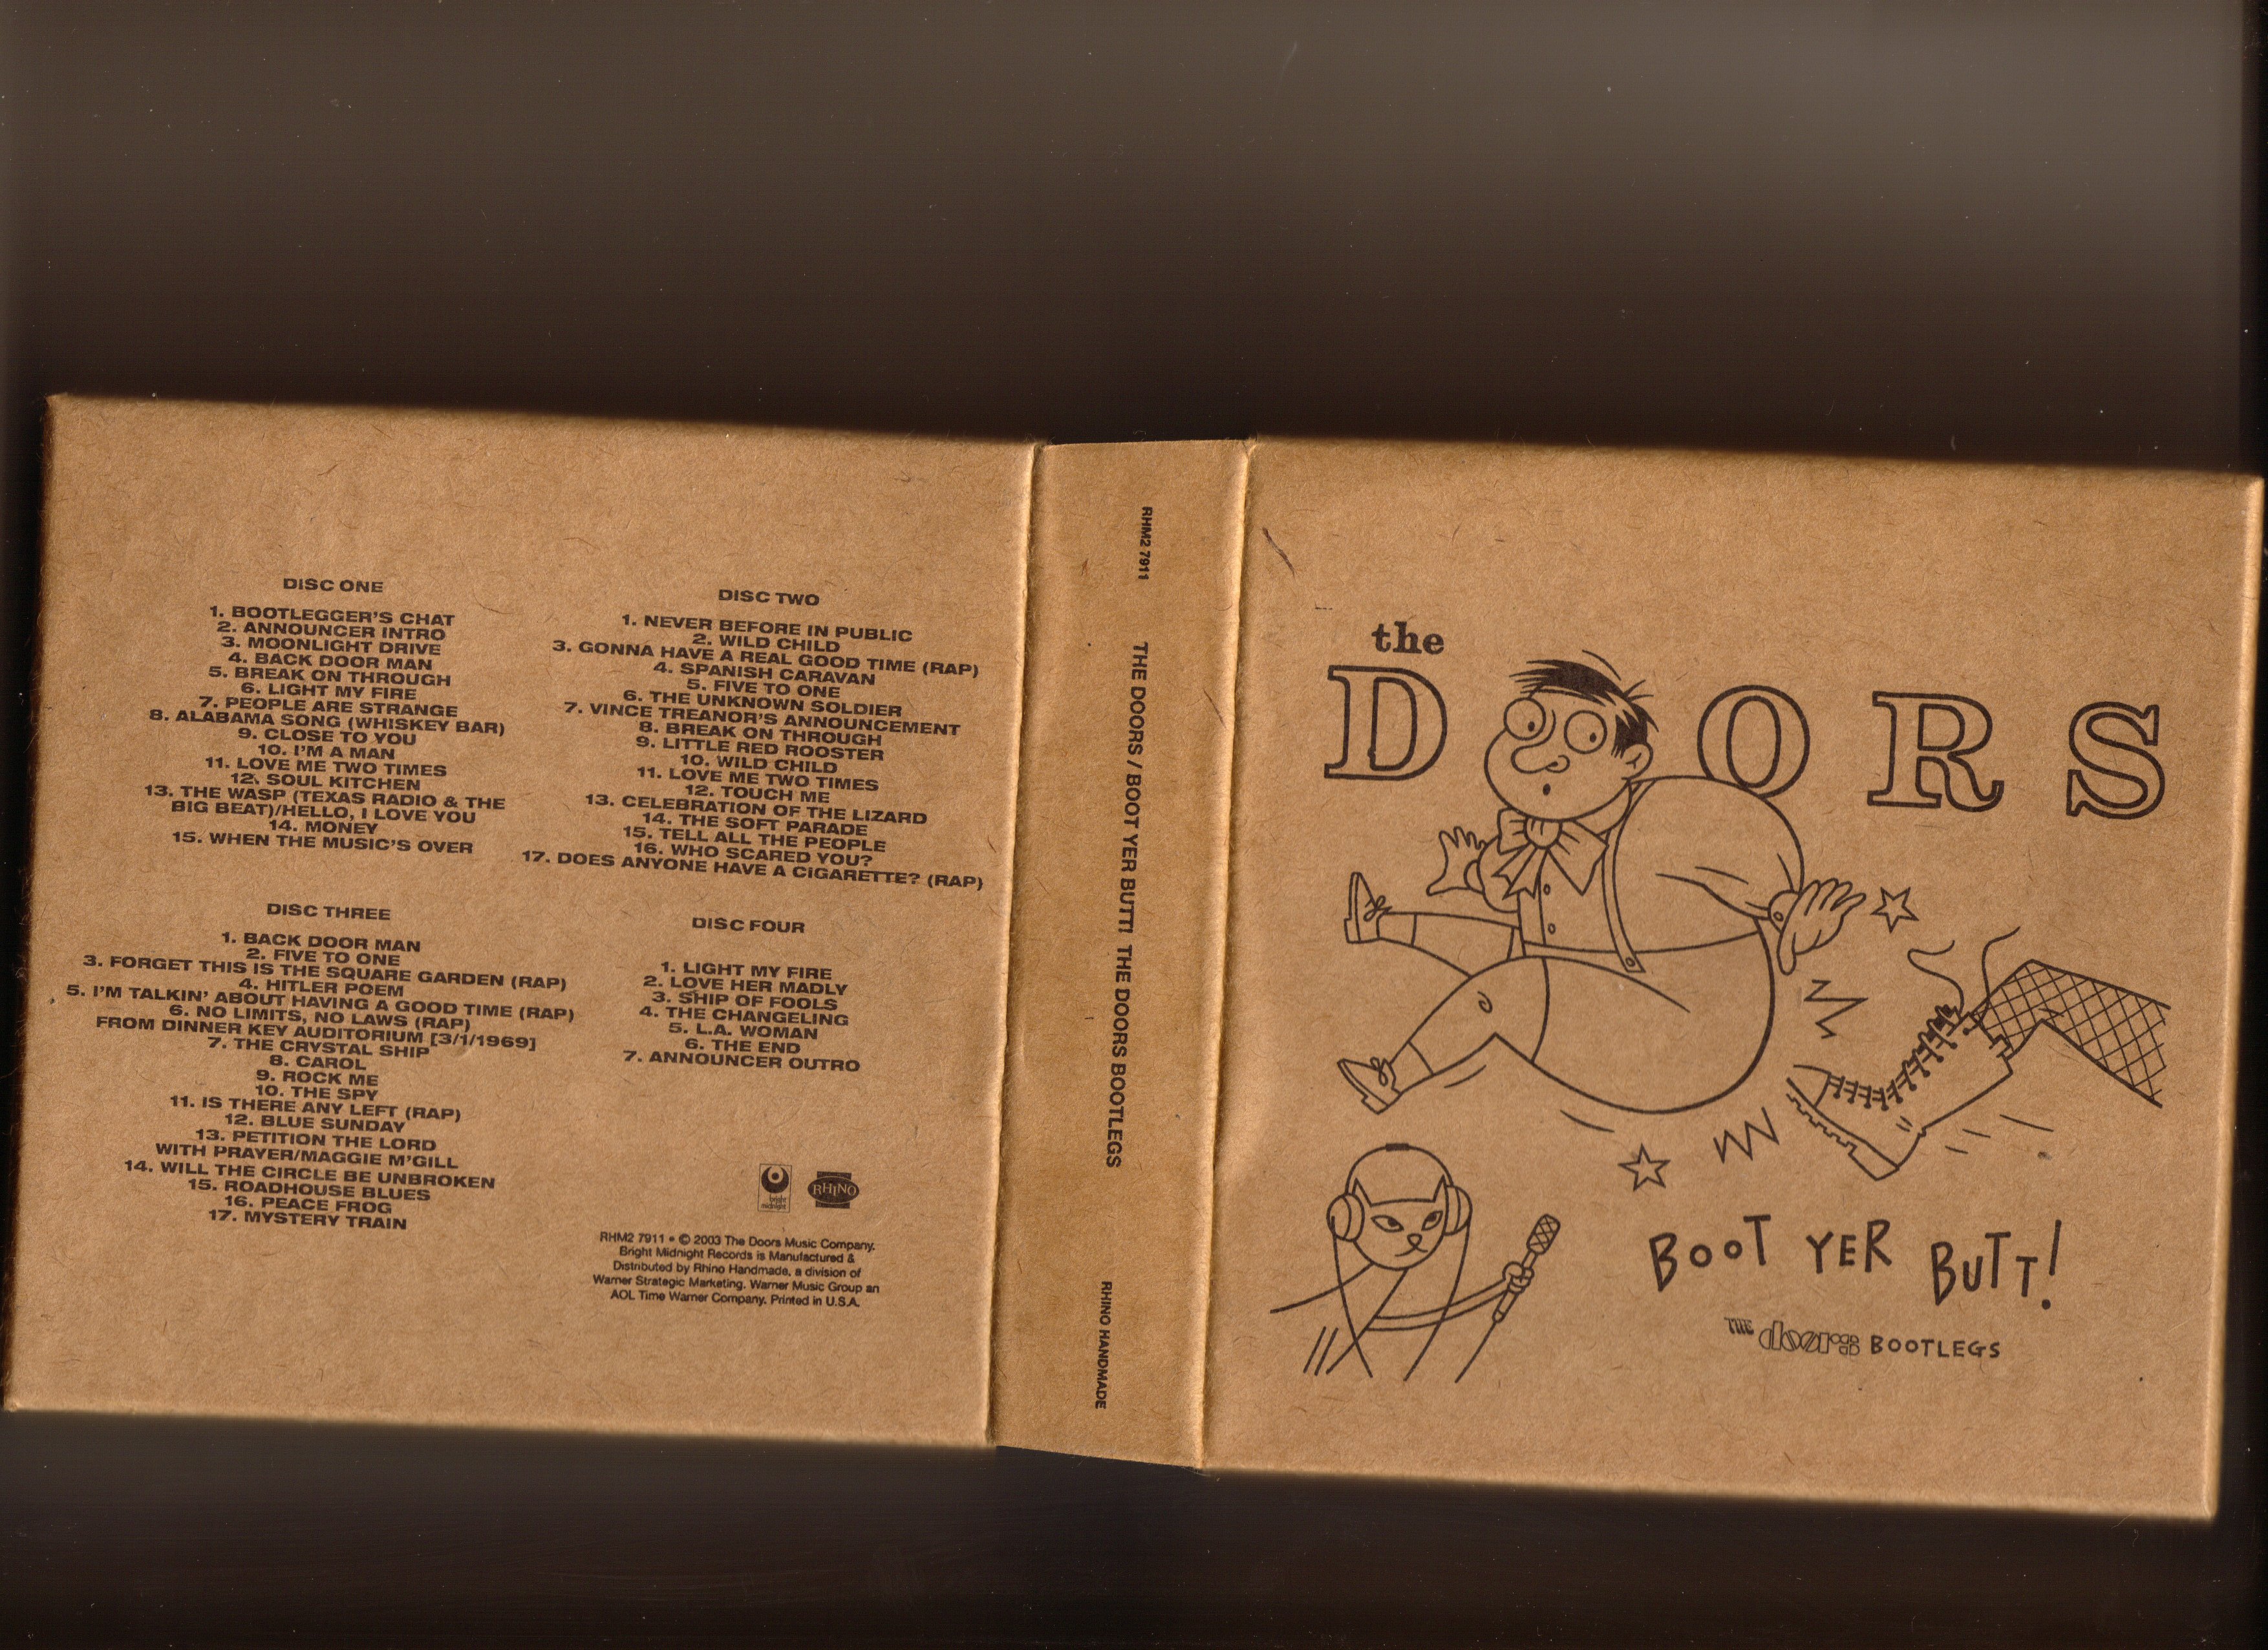 DISC ONE
1. BOOTLEGGER'S CHAT
2. ANNOUNCER INTRO
3. MOONLIGHT DRIVE
4. BACK DOOR MAN
5. BREAK ON THROUGH
6. LIGHT MY FIRE
7. PEOPLE ARE STRANGE
8. ALABAMA SONG (WHISKEY BAR)
9. CLOSE TO YOU
10. I'M A MAN
11. LOVE ME TWO TIMES
12. SOUL KITCHEN
13. THE WASP (TEXAS RADIO & THE
BIG BEAT)/HELLO, I LOVE YOU
14. MONEY
15. WHEN THE MUSIC'S OVER
DISC TWO
1. NEVER BEFORE IN PUBLIC
2. WILD CHILD
3. GONNA HAVE A REAL GOOD TIME (RAP)
4. SPANISH CARAVAN
5. FIVE TO ONE
6. THE UNKNOWN SOLDIER
7. VINCE TREANOR'S ANNOUNCEMENT
8. BREAK ON THROUGH
9. LITTLE RED ROOSTER
10. WILD CHILD
11. LOVE ME TWO TIMES
12. TOUCH ME
13. CELEBRATION OF THE LIZARD
14. THE SOFT PARADE
15. TELL ALL THE PEOPLE
16. WHO SCARED YOU?
17. DOES ANYONE HAVE A CIGARETTE? (RAP)
DISC THREE
1. BACK DOOR MAN
2. FIVE TO ONE
3. FORGET THIS IS THE SQUARE GARDEN (RAP)
4. HITLER POEM
5. I'M TALKIN' ABOUT HAVING A GOOD TIME (RAP)
6. NO LIMITS, NO LAWS (RAP)
FROM DINNER KEY AUDITORIUM [3/1/1969]
7. THE CRYSTAL SHIP
8. CAROL
9. ROCK ME
10. THE SPY
11. IS THERE ANY LEFT (RAP)
12. BLUE SUNDAY
13. PETITION THE LORD
WITH PRAYER/MAGGIE M'GILL
14. WILL THE CIRCLE BE UNBROKEN
15. ROADHOUSE BLUES
16. PEACE FROG
17. MYSTERY TRAIN
DISC FOUR
1. LIGHT MY FIRE
2. LOVE HER MADLY
3. SHIP OF FOOLS
4. THE CHANGELING
5. L.A. WOMAN
6. THE END
7. ANNOUNCER OUTRO
bright
midnight
RHINO
RHM2 7911 • © 2003 The Doors Music Company.
Bright Midnight Records is Manufactured &
Distributed by Rhino Handmade, a division of
Warner Strategic Marketing. Warner Music Group an
AOL Time Warner Company. Printed in U.S.A.
RHM2 7911
THE DOORS / BOOT YER BUTT! THE DOORS BOOTLEGS
RHINO HANDMADE
the
D ORS
BOOT YER BUTT!
THE doors BOOTLEGS